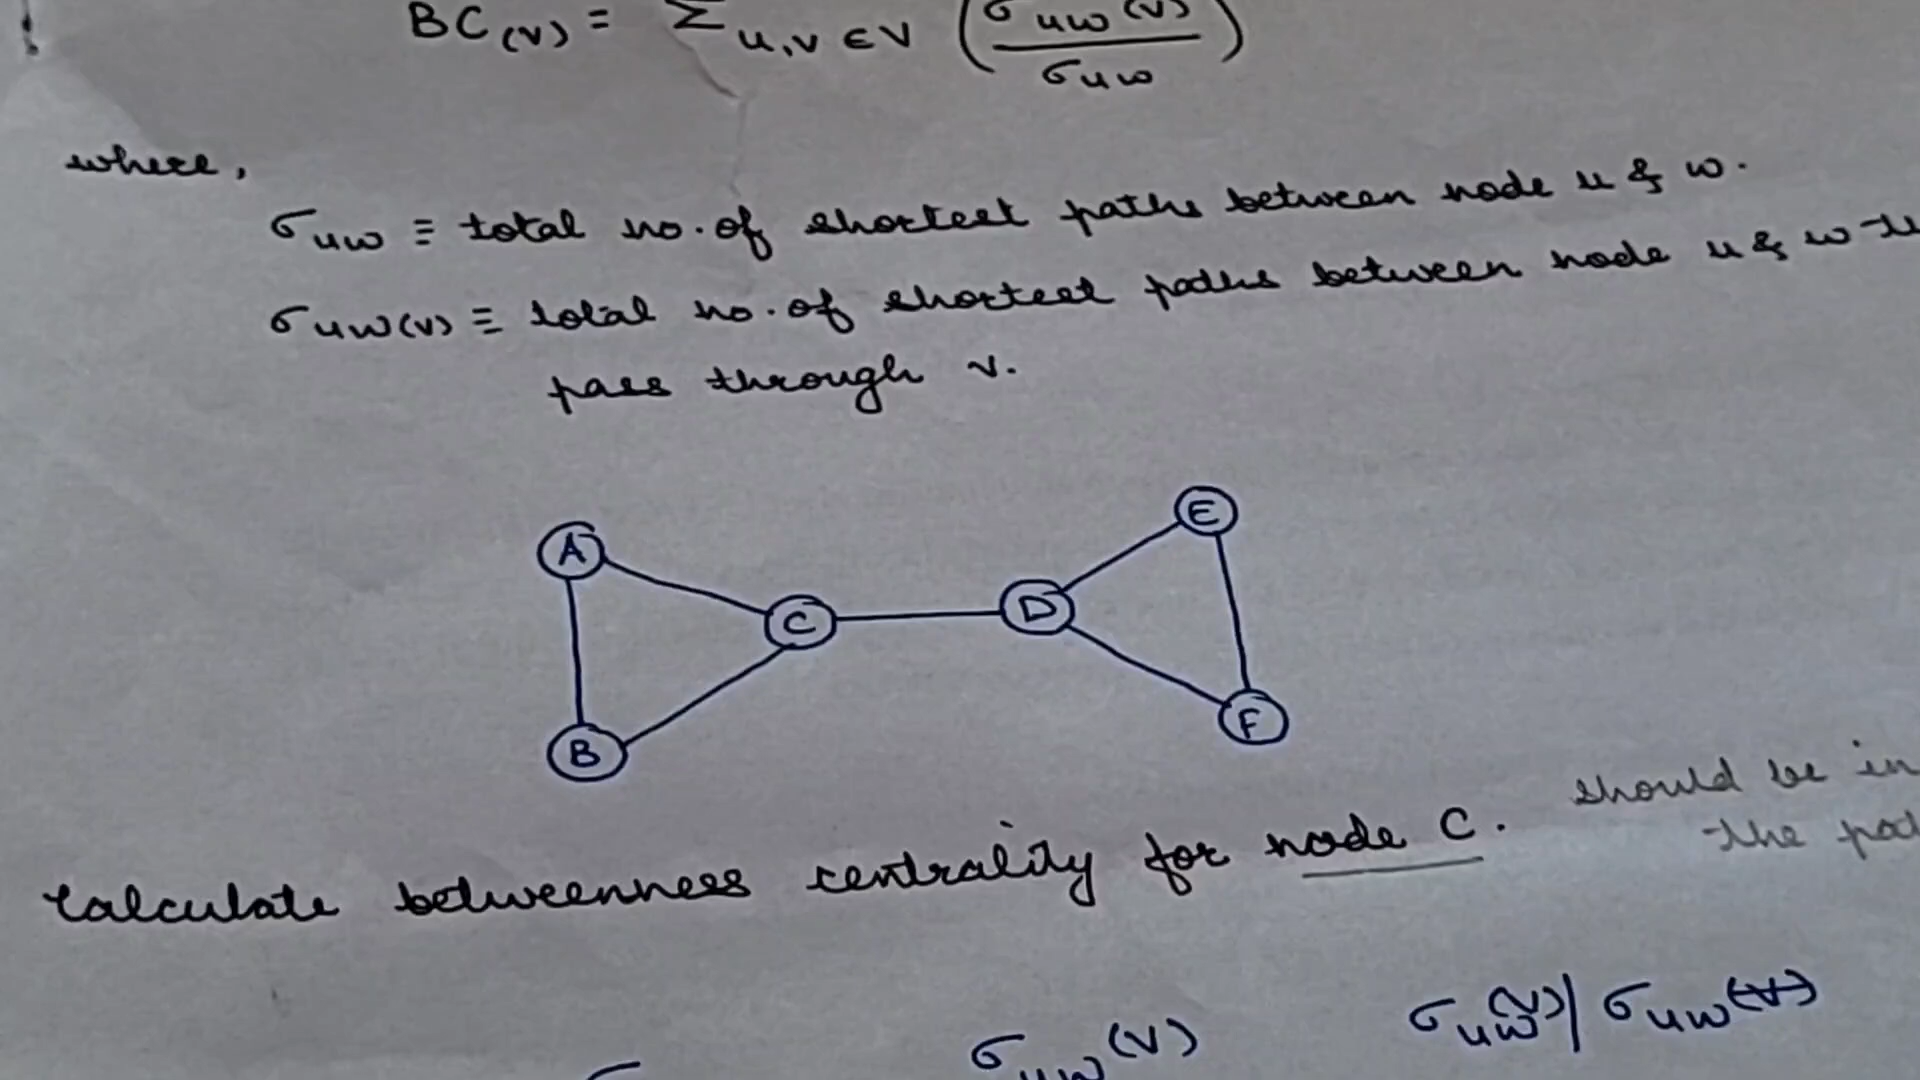 BC(v) = Σ u,v ∈ V (σuw(v) / σuw)
where,
σuw ≡ total no. of shortest paths between node u & w.
σuw(v) ≡ total no. of shortest paths between node u & w
pass through v.
A
B
C
D
E
F
should be in
the
Calculate betweenness centrality for node C.
σuw(v) σuw(v) | σuw(v)